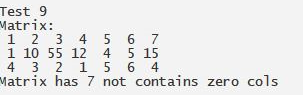 Test 9
Matrix:
1 2 3 4 5 6 7
1 10 55 12 4 5 15
4 3 2 1 5 6 4
Matrix has 7 not contains zero cols